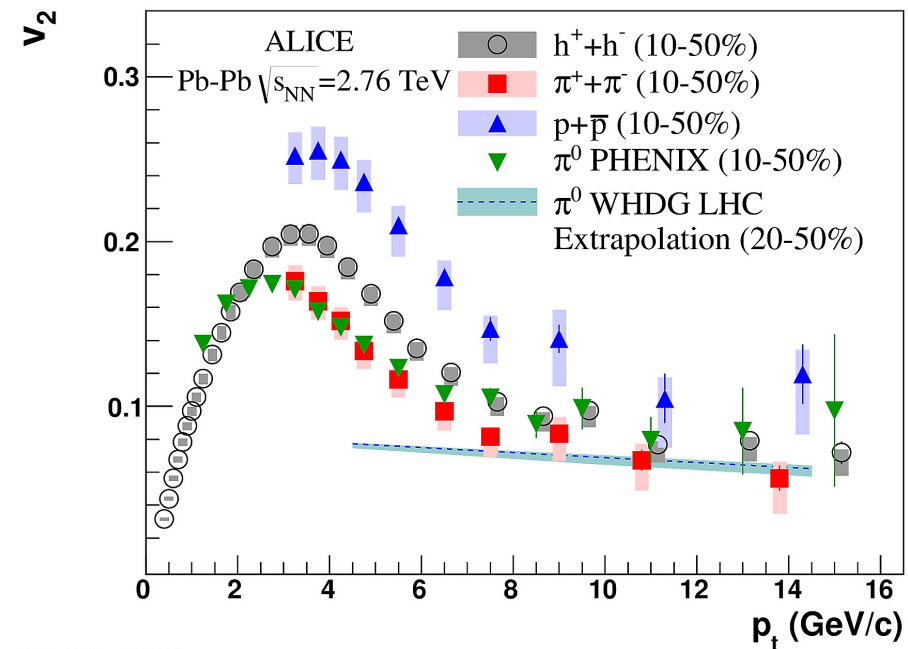 v₂
ALICE
Pb-Pb √sNN=2.76 TeV
h⁺+h⁻ (10-50%)
π⁺+π⁻ (10-50%)
p+p̅ (10-50%)
π⁰ PHENIX (10-50%)
π⁰ WHDG LHC
Extrapolation (20-50%)
0.3
0.2
0.1
0 2 4 6 8 10 12 14 16
pt (GeV/c)